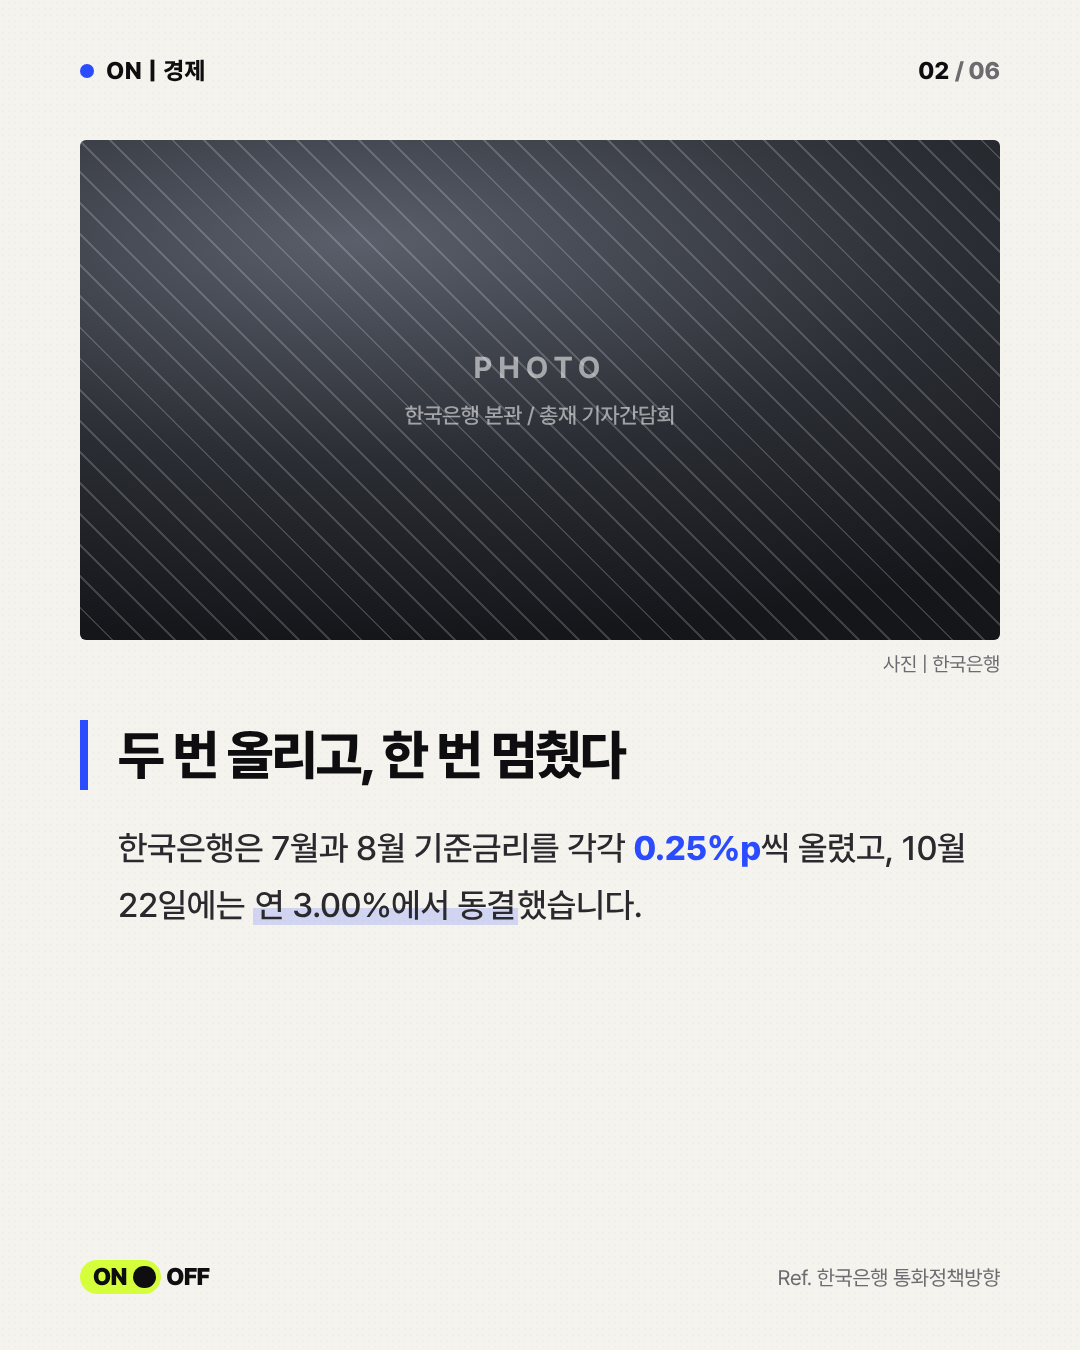 ON | 경제
02 / 06
PHOTO
한국은행 본관 / 총재 기자간담회
사진 | 한국은행
두 번 올리고, 한 번 멈췄다
한국은행은 7월과 8월 기준금리를 각각 0.25%p씩 올렸고, 10월
22일에는 연 3.00%에서 동결했습니다.
ON OFF
Ref. 한국은행 통화정책방향